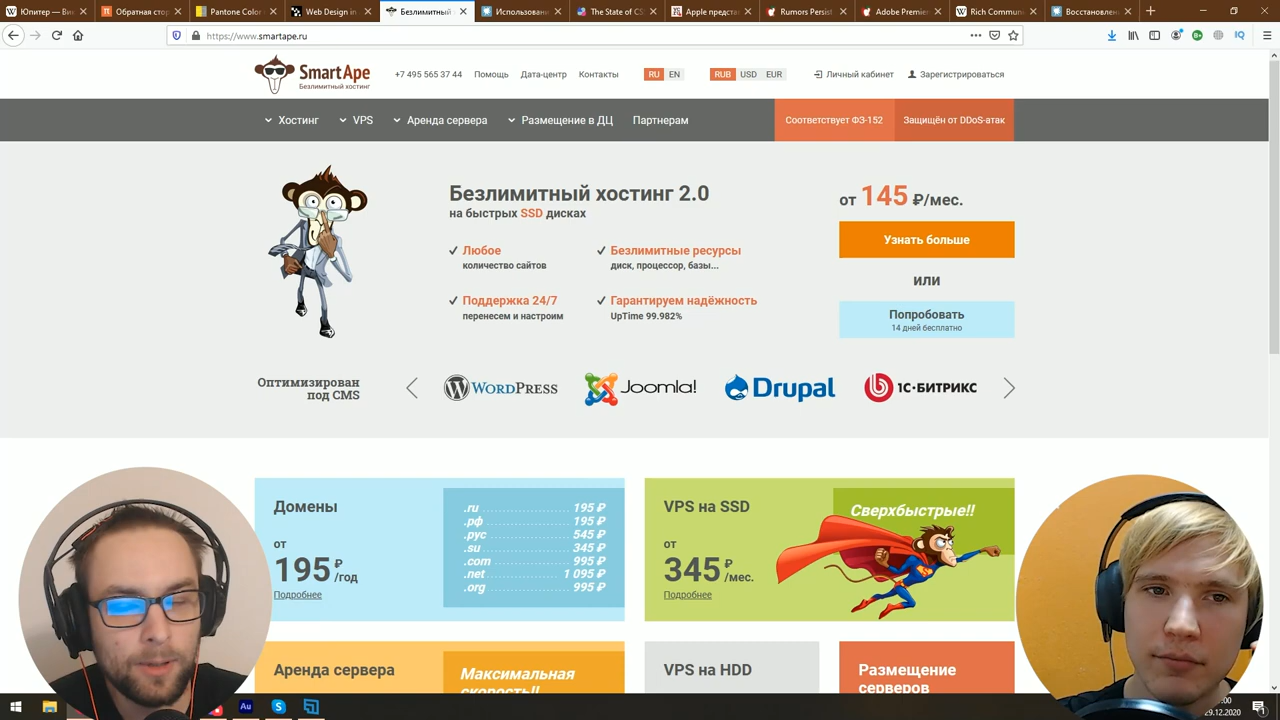 Юпитер — Вик
Обратная стор
Pantone Color
Web Design in
Безлимитный
Использовани
The State of CS
Apple предста
Rumors Persist
Adobe Premier
Rich Commun
Восстановлен
https://www.smartape.ru
SmartApe
Безлимитный хостинг
+7 495 565 37 44
Помощь
Дата-центр
Контакты
RU EN
RUB USD EUR
Личный кабинет
Зарегистрироваться
Хостинг
VPS
Аренда сервера
Размещение в ДЦ
Партнерам
Соответствует ФЗ-152
Защищён от DDoS-атак
Безлимитный хостинг 2.0
на быстрых SSD дисках
Любое
количество сайтов
Безлимитные ресурсы
диск, процессор, базы...
Поддержка 24/7
перенесем и настроим
Гарантируем надёжность
UpTime 99.982%
от 145 ₽/мес.
Узнать больше
или
Попробовать
14 дней бесплатно
Оптимизирован
под CMS
WordPress
Joomla!
Drupal
1С·БИТРИКС
Домены
от
195 ₽/год
Подробнее
.ru 195 ₽
.рф 195 ₽
.рус 545 ₽
.su 345 ₽
.com 995 ₽
.net 1 095 ₽
.org 995 ₽
VPS на SSD
Сверхбыстрые!!
от
345 ₽/мес.
Подробнее
Аренда сервера
Максимальная
скорость!!
VPS на HDD
Размещение
серверов
Au
29.12.2020